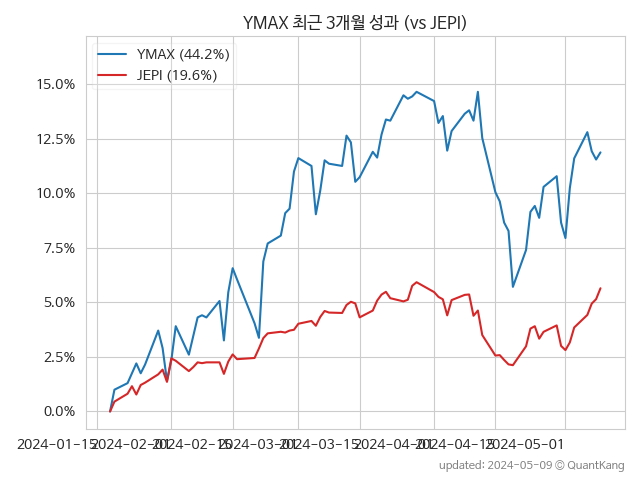 YMAX 최근 3개월 성과 (vs JEPI)
YMAX (44.2%)
JEPI (19.6%)
15.0%
12.5%
10.0%
7.5%
5.0%
2.5%
0.0%
2024-01-15 2024-02-01 2024-02-15 2024-03-01 2024-03-15 2024-04-01 2024-04-15 2024-05-01
updated: 2024-05-09 © QuantKang